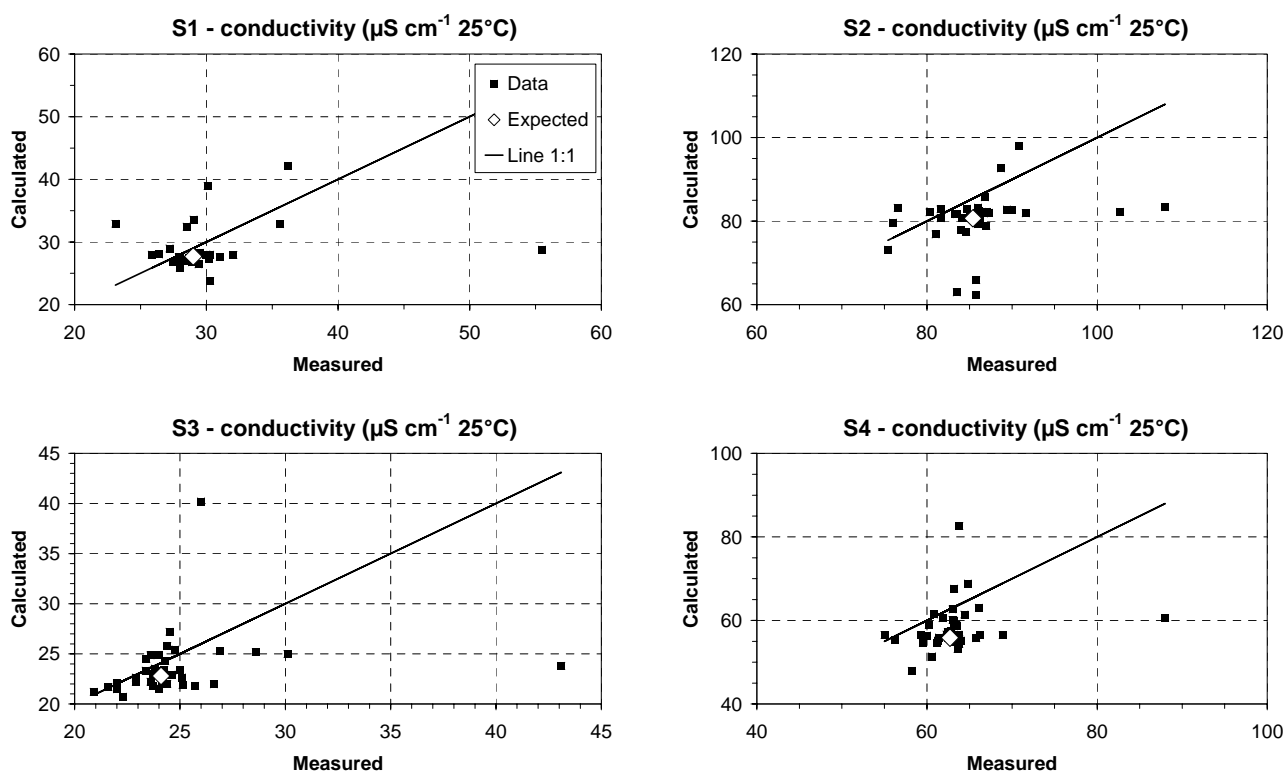 S1 - conductivity (µS cm⁻¹ 25°C)
60
50
40
30
20
Calculated
20 30 40 50 60
Measured
Data
Expected
Line 1:1
S2 - conductivity (µS cm⁻¹ 25°C)
120
100
80
60
Calculated
60 80 100 120
Measured
S3 - conductivity (µS cm⁻¹ 25°C)
45
40
35
30
25
20
Calculated
20 25 30 35 40 45
Measured
S4 - conductivity (µS cm⁻¹ 25°C)
100
80
60
40
Calculated
40 60 80 100
Measured